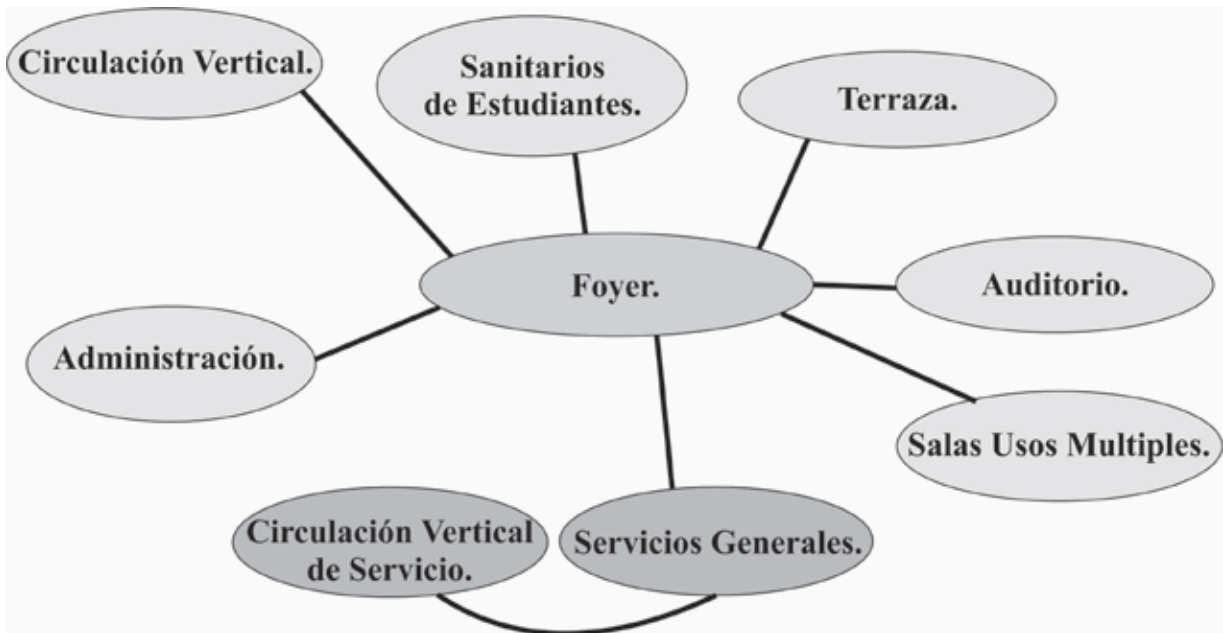 Circulación Vertical.
Sanitarios
de Estudiantes.
Terraza.
Foyer.
Auditorio.
Administración.
Salas Usos Multiples.
Circulación Vertical
de Servicio.
Servicios Generales.